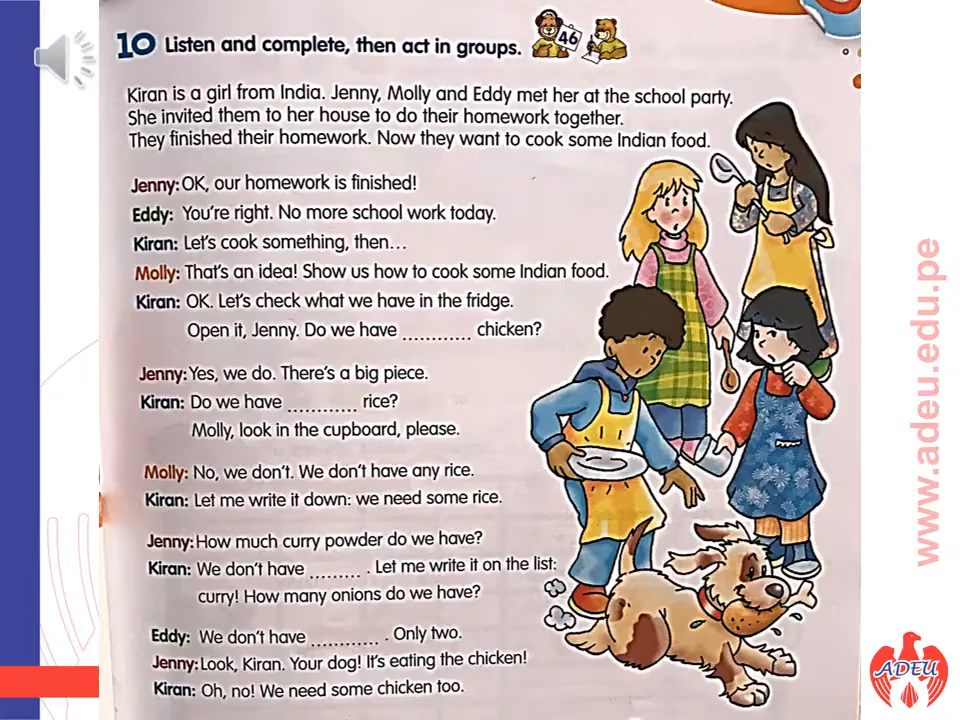 10 Listen and complete, then act in groups.
46
Kiran is a girl from India. Jenny, Molly and Eddy met her at the school party.
She invited them to her house to do their homework together.
They finished their homework. Now they want to cook some Indian food.
Jenny: OK, our homework is finished!
Eddy: You're right. No more school work today.
Kiran: Let's cook something, then...
Molly: That's an idea! Show us how to cook some Indian food.
Kiran: OK. Let's check what we have in the fridge.
Open it, Jenny. Do we have ............ chicken?
Jenny: Yes, we do. There's a big piece.
Kiran: Do we have ............ rice?
Molly, look in the cupboard, please.
Molly: No, we don't. We don't have any rice.
Kiran: Let me write it down: we need some rice.
Jenny: How much curry powder do we have?
Kiran: We don't have ......... . Let me write it on the list:
curry! How many onions do we have?
Eddy: We don't have ............ . Only two.
Jenny: Look, Kiran. Your dog! It's eating the chicken!
Kiran: Oh, no! We need some chicken too.
www.adeu.edu.pe
ADEU